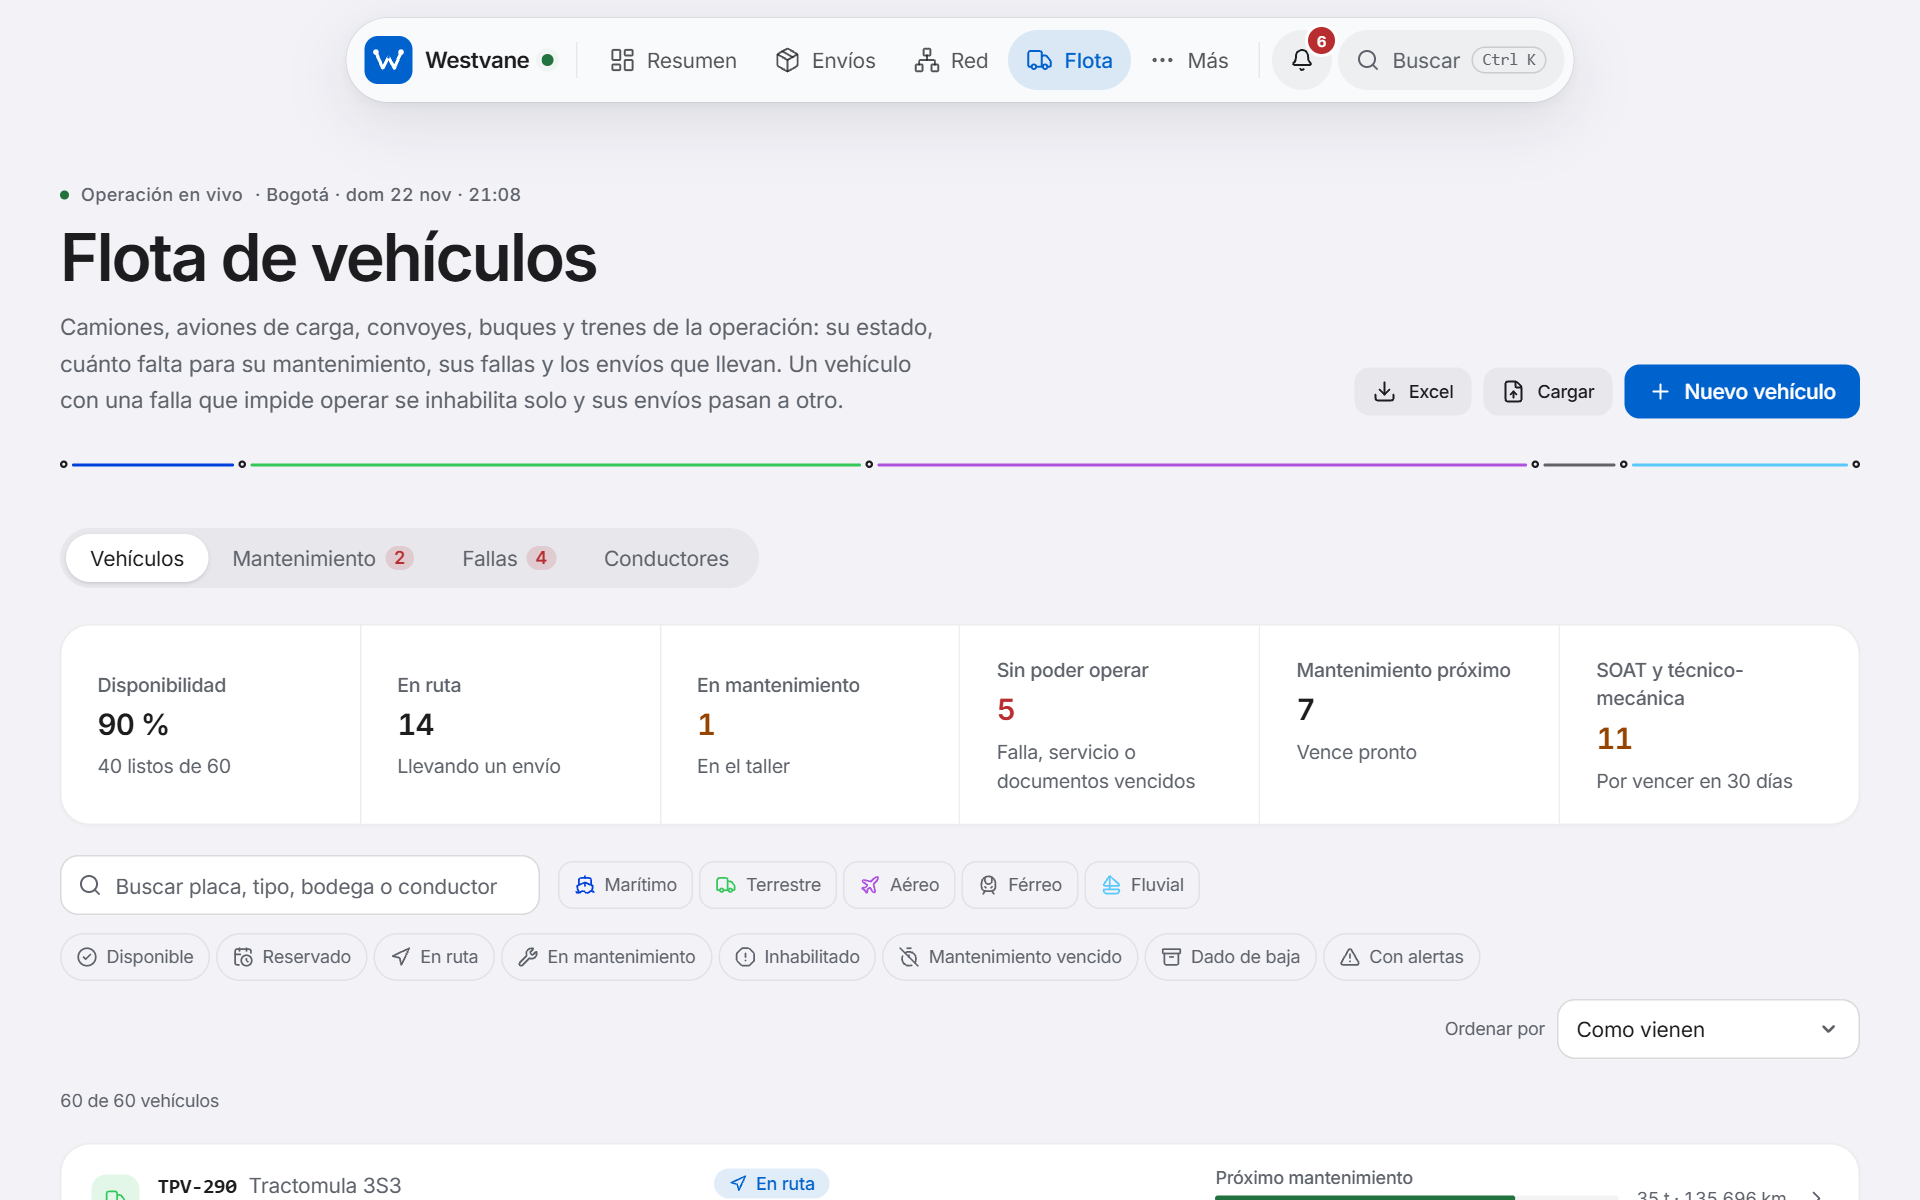 Westvane
Resumen
Envíos
Red
Flota
Más
6
Buscar
Ctrl K
Operación en vivo · Bogotá · dom 22 nov · 21:08
Flota de vehículos
Camiones, aviones de carga, convoyes, buques y trenes de la operación: su estado,
cuánto falta para su mantenimiento, sus fallas y los envíos que llevan. Un vehículo
con una falla que impide operar se inhabilita solo y sus envíos pasan a otro.
Excel
Cargar
Nuevo vehículo
Vehículos
Mantenimiento 2
Fallas 4
Conductores
Disponibilidad
90 %
40 listos de 60
En ruta
14
Llevando un envío
En mantenimiento
1
En el taller
Sin poder operar
5
Falla, servicio o
documentos vencidos
Mantenimiento próximo
7
Vence pronto
SOAT y técnico-
mecánica
11
Por vencer en 30 días
Buscar placa, tipo, bodega o conductor
Marítimo
Terrestre
Aéreo
Férreo
Fluvial
Disponible
Reservado
En ruta
En mantenimiento
Inhabilitado
Mantenimiento vencido
Dado de baja
Con alertas
Ordenar por
Como vienen
60 de 60 vehículos
TPV-290 Tractomula 3S3
En ruta
Próximo mantenimiento
35 t · 135 696 km